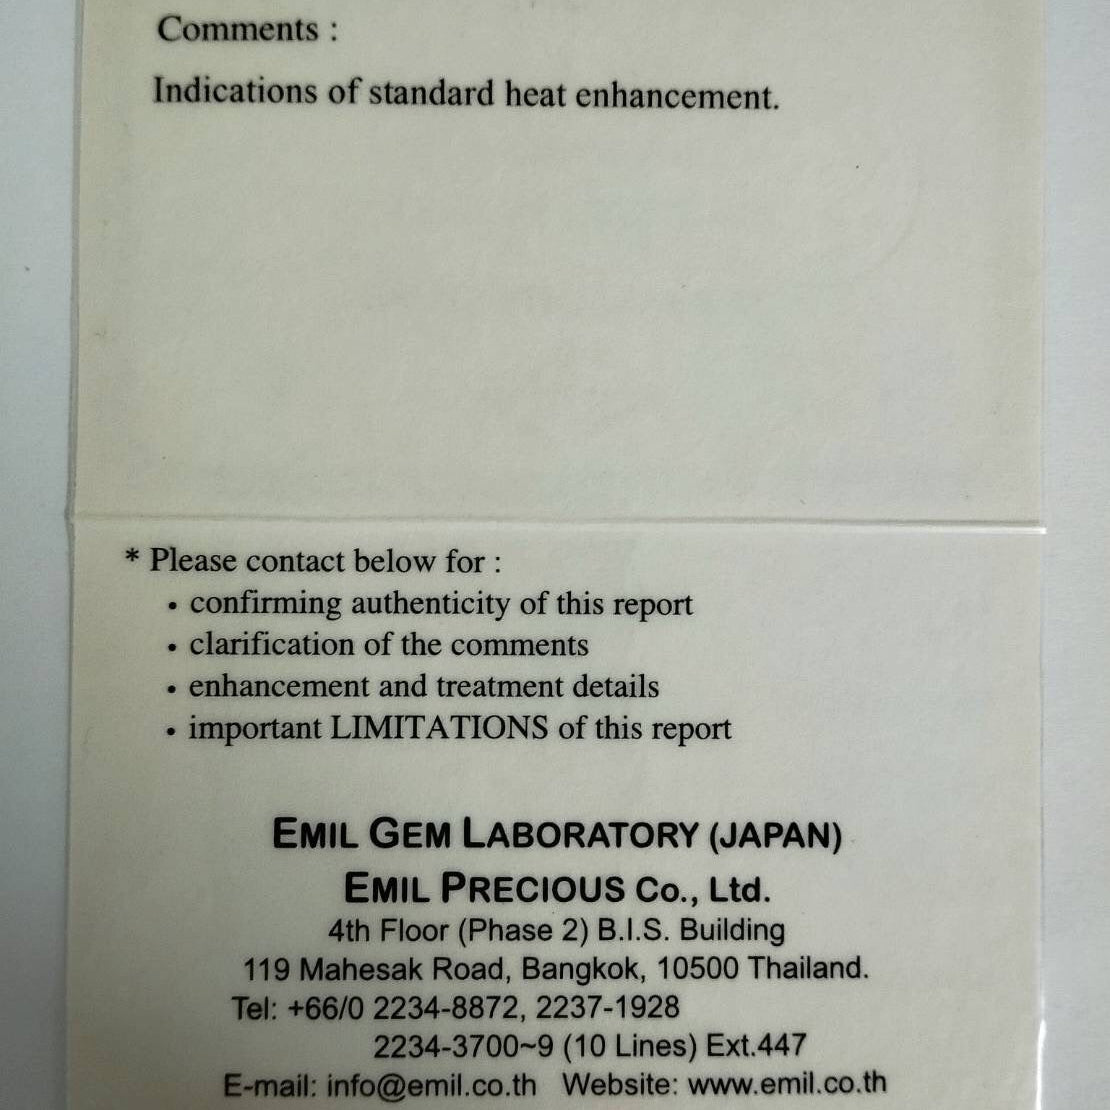 Comments :
Indications of standard heat enhancement.
* Please contact below for :
• confirming authenticity of this report
• clarification of the comments
• enhancement and treatment details
• important LIMITATIONS of this report
EMIL GEM LABORATORY (JAPAN)
EMIL PRECIOUS Co., Ltd.
4th Floor (Phase 2) B.I.S. Building
119 Mahesak Road, Bangkok, 10500 Thailand.
Tel: +66/0 2234-8872, 2237-1928
2234-3700~9 (10 Lines) Ext.447
E-mail: info@emil.co.th Website: www.emil.co.th